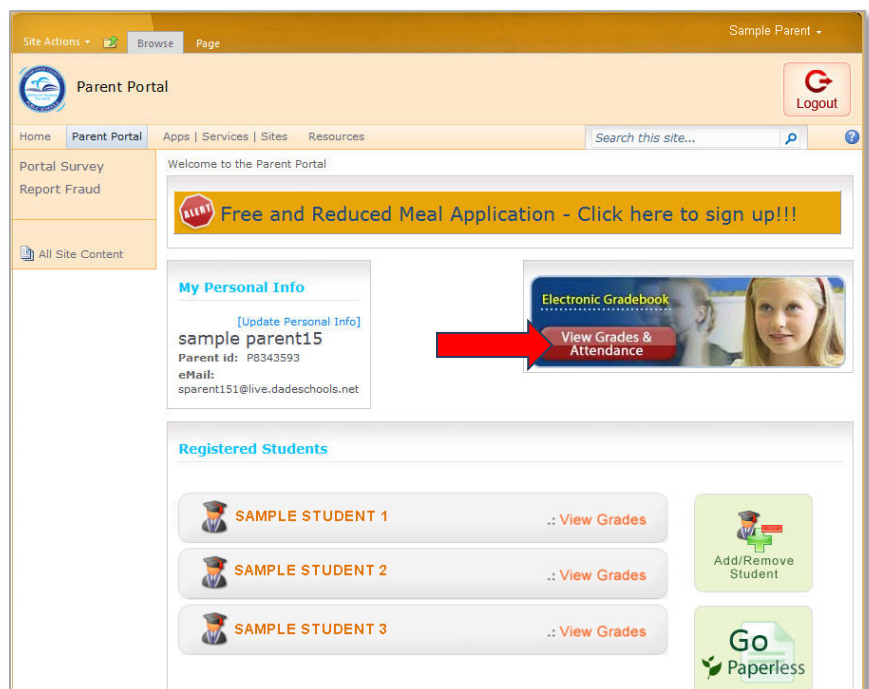 Site Actions
Browse
Page
Sample Parent
Parent Portal
Logout
Home
Parent Portal
Apps | Services | Sites
Resources
Search this site...
Portal Survey
Report Fraud
All Site Content
Welcome to the Parent Portal
ALERT
Free and Reduced Meal Application - Click here to sign up!!!
My Personal Info
[Update Personal Info]
sample parent15
Parent id: P8343593
eMail:
sparent151@live.dadeschools.net
Electronic Gradebook
View Grades &
Attendance
Registered Students
SAMPLE STUDENT 1
.: View Grades
SAMPLE STUDENT 2
.: View Grades
SAMPLE STUDENT 3
.: View Grades
Add/Remove
Student
Go
Paperless